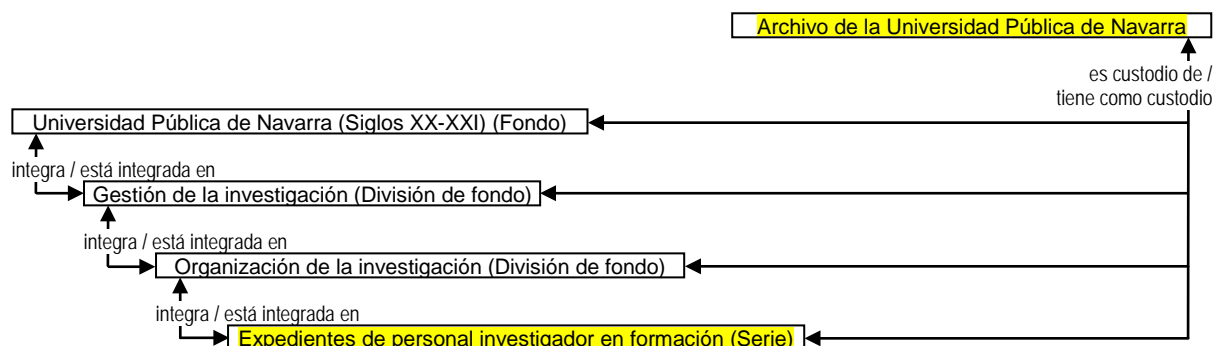 Archivo de la Universidad Pública de Navarra
es custodio de /
tiene como custodio
Universidad Pública de Navarra (Siglos XX-XXI) (Fondo)
integra / está integrada en
Gestión de la investigación (División de fondo)
integra / está integrada en
Organización de la investigación (División de fondo)
integra / está integrada en
Expedientes de personal investigador en formación (Serie)